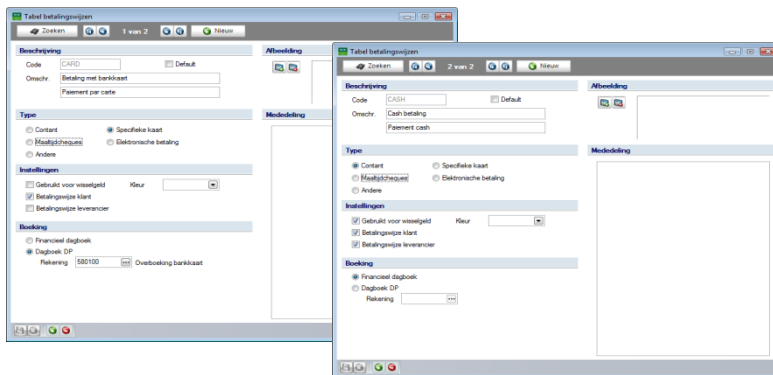 Tabel betalingswijzen
Zoeken
1 van 2
Nieuw
Beschrijving
Code CARD Default
Omschr. Betaling met bankkaart
Paiement par carte
Type
Contant Specifieke kaart
Maaltijdcheques Elektronische betaling
Andere
Instellingen
Gebruikt voor wisselgeld Kleur
Betalingswijze klant
Betalingswijze leverancier
Boeking
Financieel dagboek
Dagboek DP
Rekening 580100 Overboeking bankkaart
Afbeelding
Mededeling
Tabel betalingswijzen
Zoeken
2 van 2
Nieuw
Beschrijving
Code CASH Default
Omschr. Cash betaling
Paiement cash
Type
Contant Specifieke kaart
Maaltijdcheques Elektronische betaling
Andere
Instellingen
Gebruikt voor wisselgeld Kleur
Betalingswijze klant
Betalingswijze leverancier
Boeking
Financieel dagboek
Dagboek DP
Rekening
Afbeelding
Mededeling